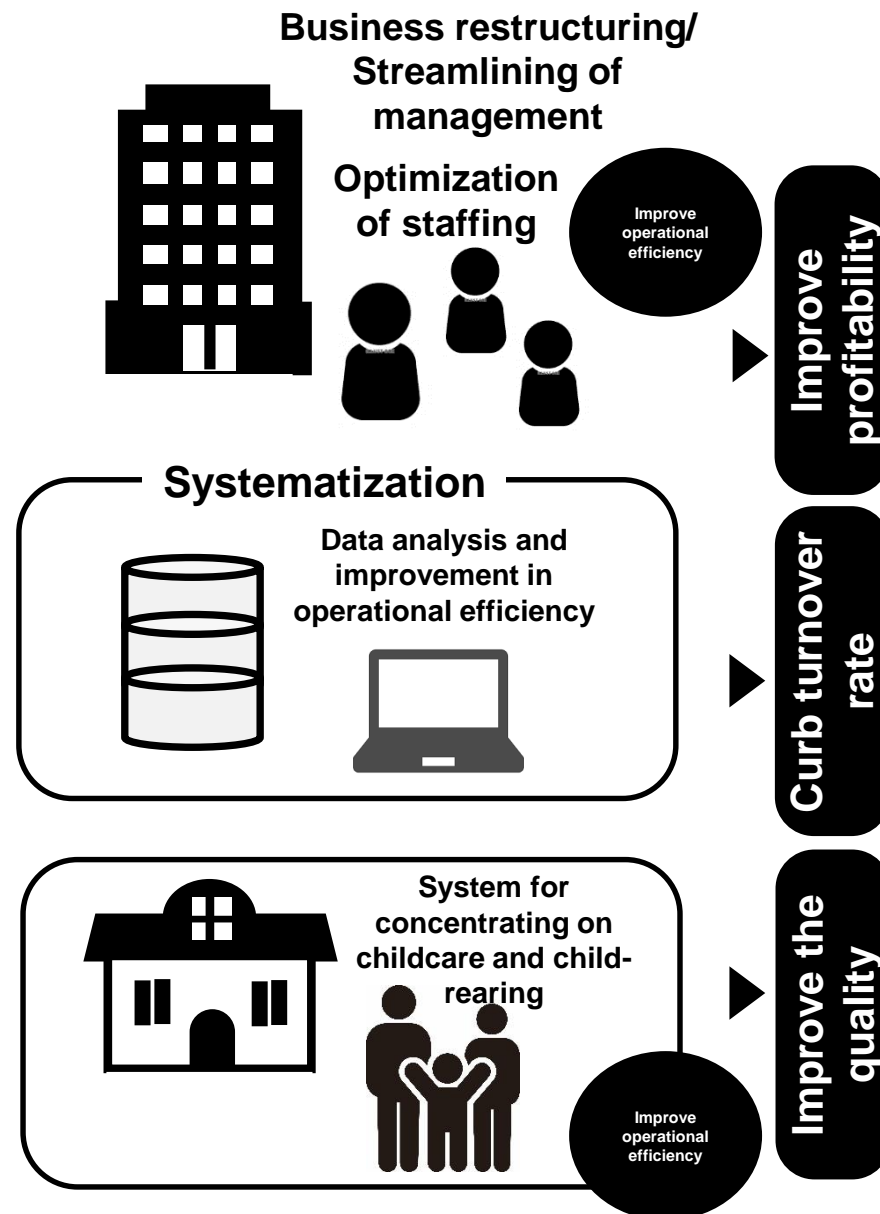 Business restructuring/
Streamlining of
management
Optimization
of staffing
Improve
operational
efficiency
Improve
profitability
Systematization
Data analysis and
improvement in
operational efficiency
Curb turnover
rate
System for
concentrating on
childcare and child-
rearing
Improve
operational
efficiency
Improve the
quality